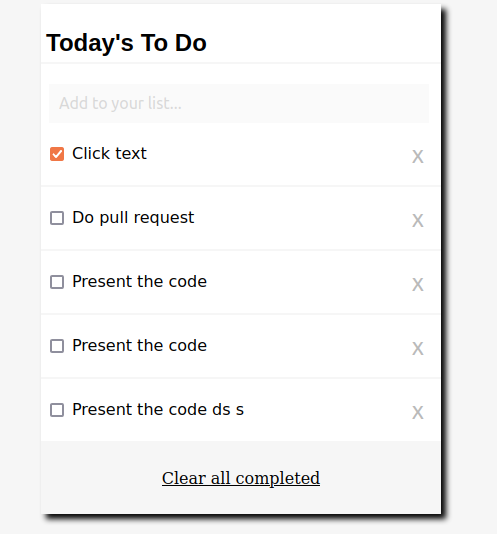 Today's To Do
Add to your list...
Click text x
Do pull request x
Present the code x
Present the code x
Present the code ds s x
Clear all completed